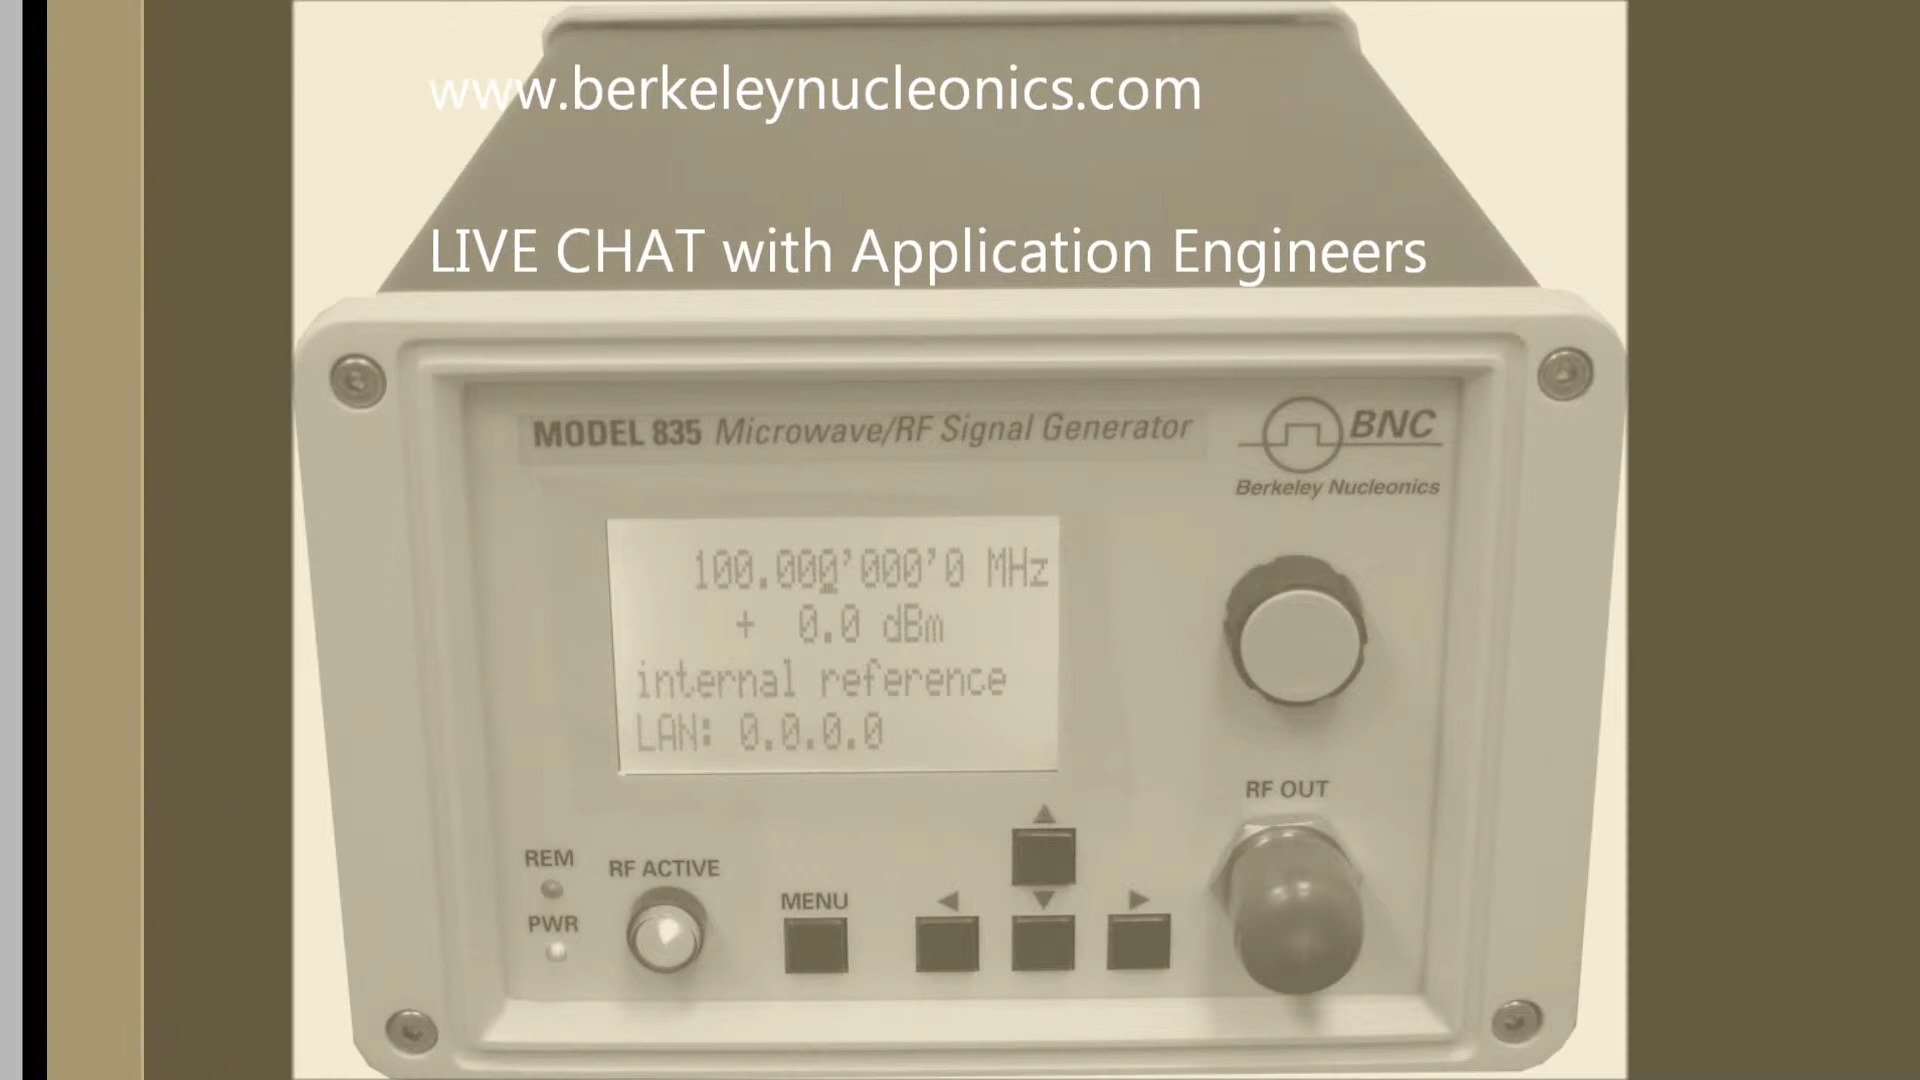 www.berkeleynucleonics.com
LIVE CHAT with Application Engineers
MODEL 835 Microwave/RF Signal Generator
BNC
Berkeley Nucleonics
100.000'000'0 MHz
+ 0.0 dBm
internal reference
LAN: 0.0.0.0
RF OUT
REM
RF ACTIVE
PWR
MENU